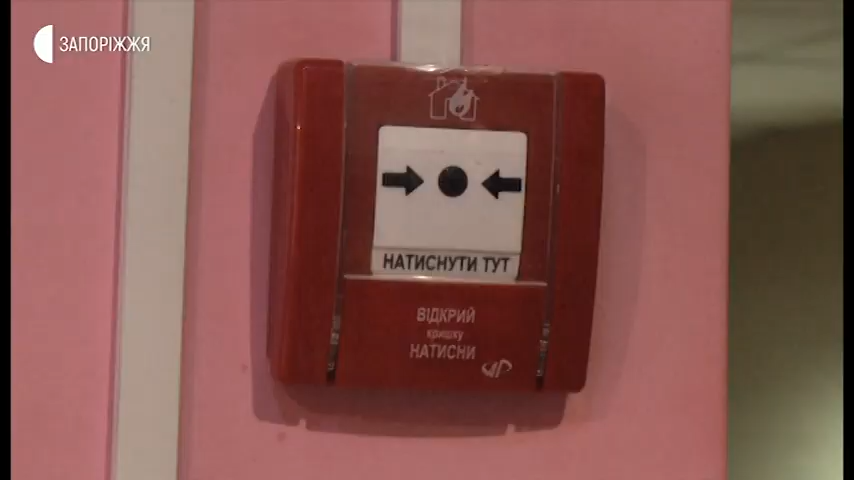 ЗАПОРІЖЖЯ
НАТИСНУТИ ТУТ
ВІДКРИЙ
кришку
НАТИСНИ